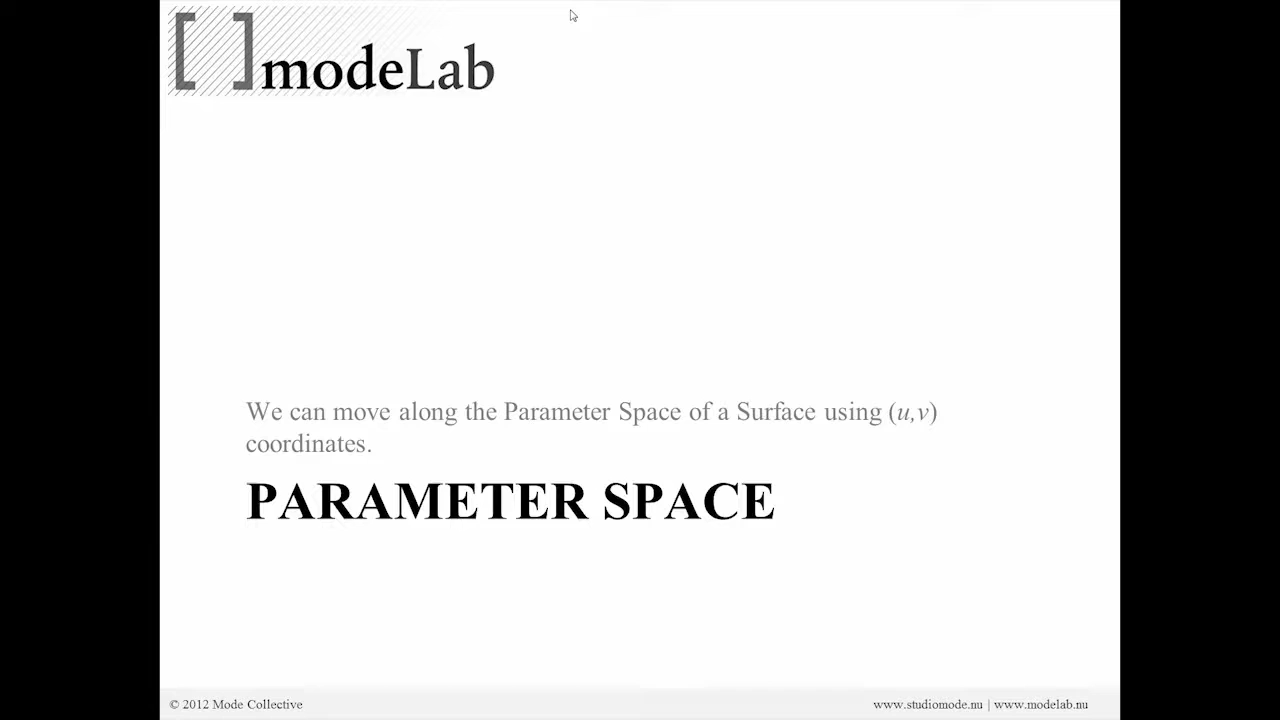 [ ] modeLab
We can move along the Parameter Space of a Surface using (u,v)
coordinates.
PARAMETER SPACE
© 2012 Mode Collective
www.studiomode.nu | www.modelab.nu